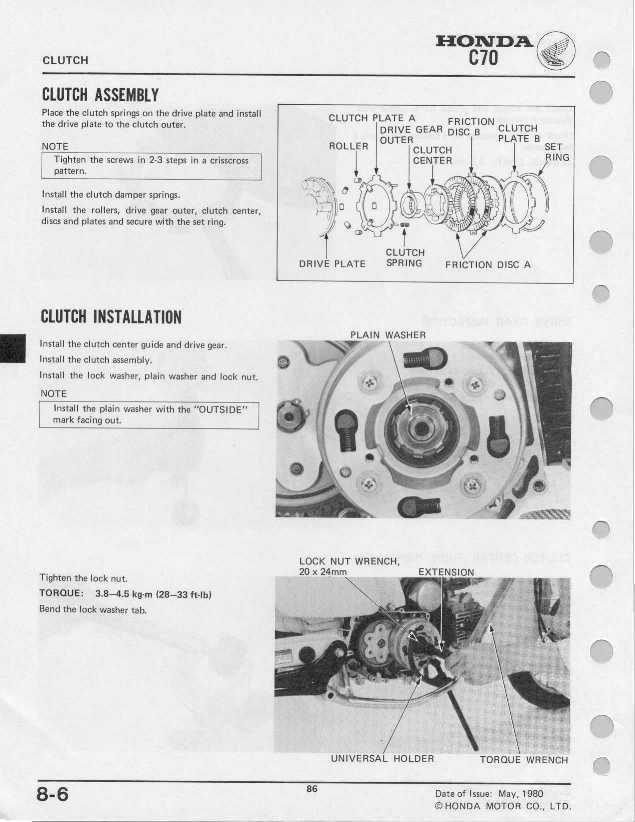 CLUTCH
HONDA
C70
CLUTCH ASSEMBLY
Place the clutch springs on the drive plate and install
the drive plate to the clutch outer.
NOTE
Tighten the screws in 2-3 steps in a crisscross
pattern.
Install the clutch damper springs.
Install the rollers, drive gear outer, clutch center,
discs and plates and secure with the set ring.
CLUTCH PLATE A
DRIVE GEAR
OUTER
FRICTION
DISC B
CLUTCH
PLATE B
ROLLER
CLUTCH
CENTER
SET
RING
CLUTCH
SPRING
DRIVE PLATE
FRICTION DISC A
CLUTCH INSTALLATION
Install the clutch center guide and drive gear.
Install the clutch assembly.
Install the lock washer, plain washer and lock nut.
NOTE
Install the plain washer with the "OUTSIDE"
mark facing out.
PLAIN WASHER
Tighten the lock nut.
TORQUE: 3.8–4.5 kg-m (28–33 ft-lb)
Bend the lock washer tab.
LOCK NUT WRENCH,
20 x 24mm
EXTENSION
UNIVERSAL HOLDER
TORQUE WRENCH
8-6
86
Date of Issue: May, 1980
© HONDA MOTOR CO., LTD.